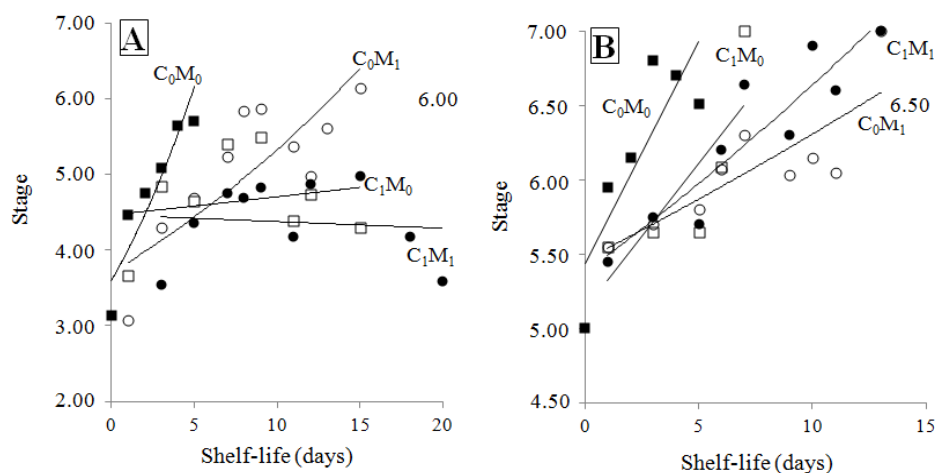 A
7.00
6.00
5.00
4.00
3.00
2.00
Stage
0
5
10
15
20
Shelf-life (days)
C₀M₀
C₀M₁
6.00
C₁M₀
C₁M₁
B
7.00
6.50
6.00
5.50
5.00
4.50
Stage
0
5
10
15
Shelf-life (days)
C₀M₀
C₁M₀
C₁M₁
6.50
C₀M₁